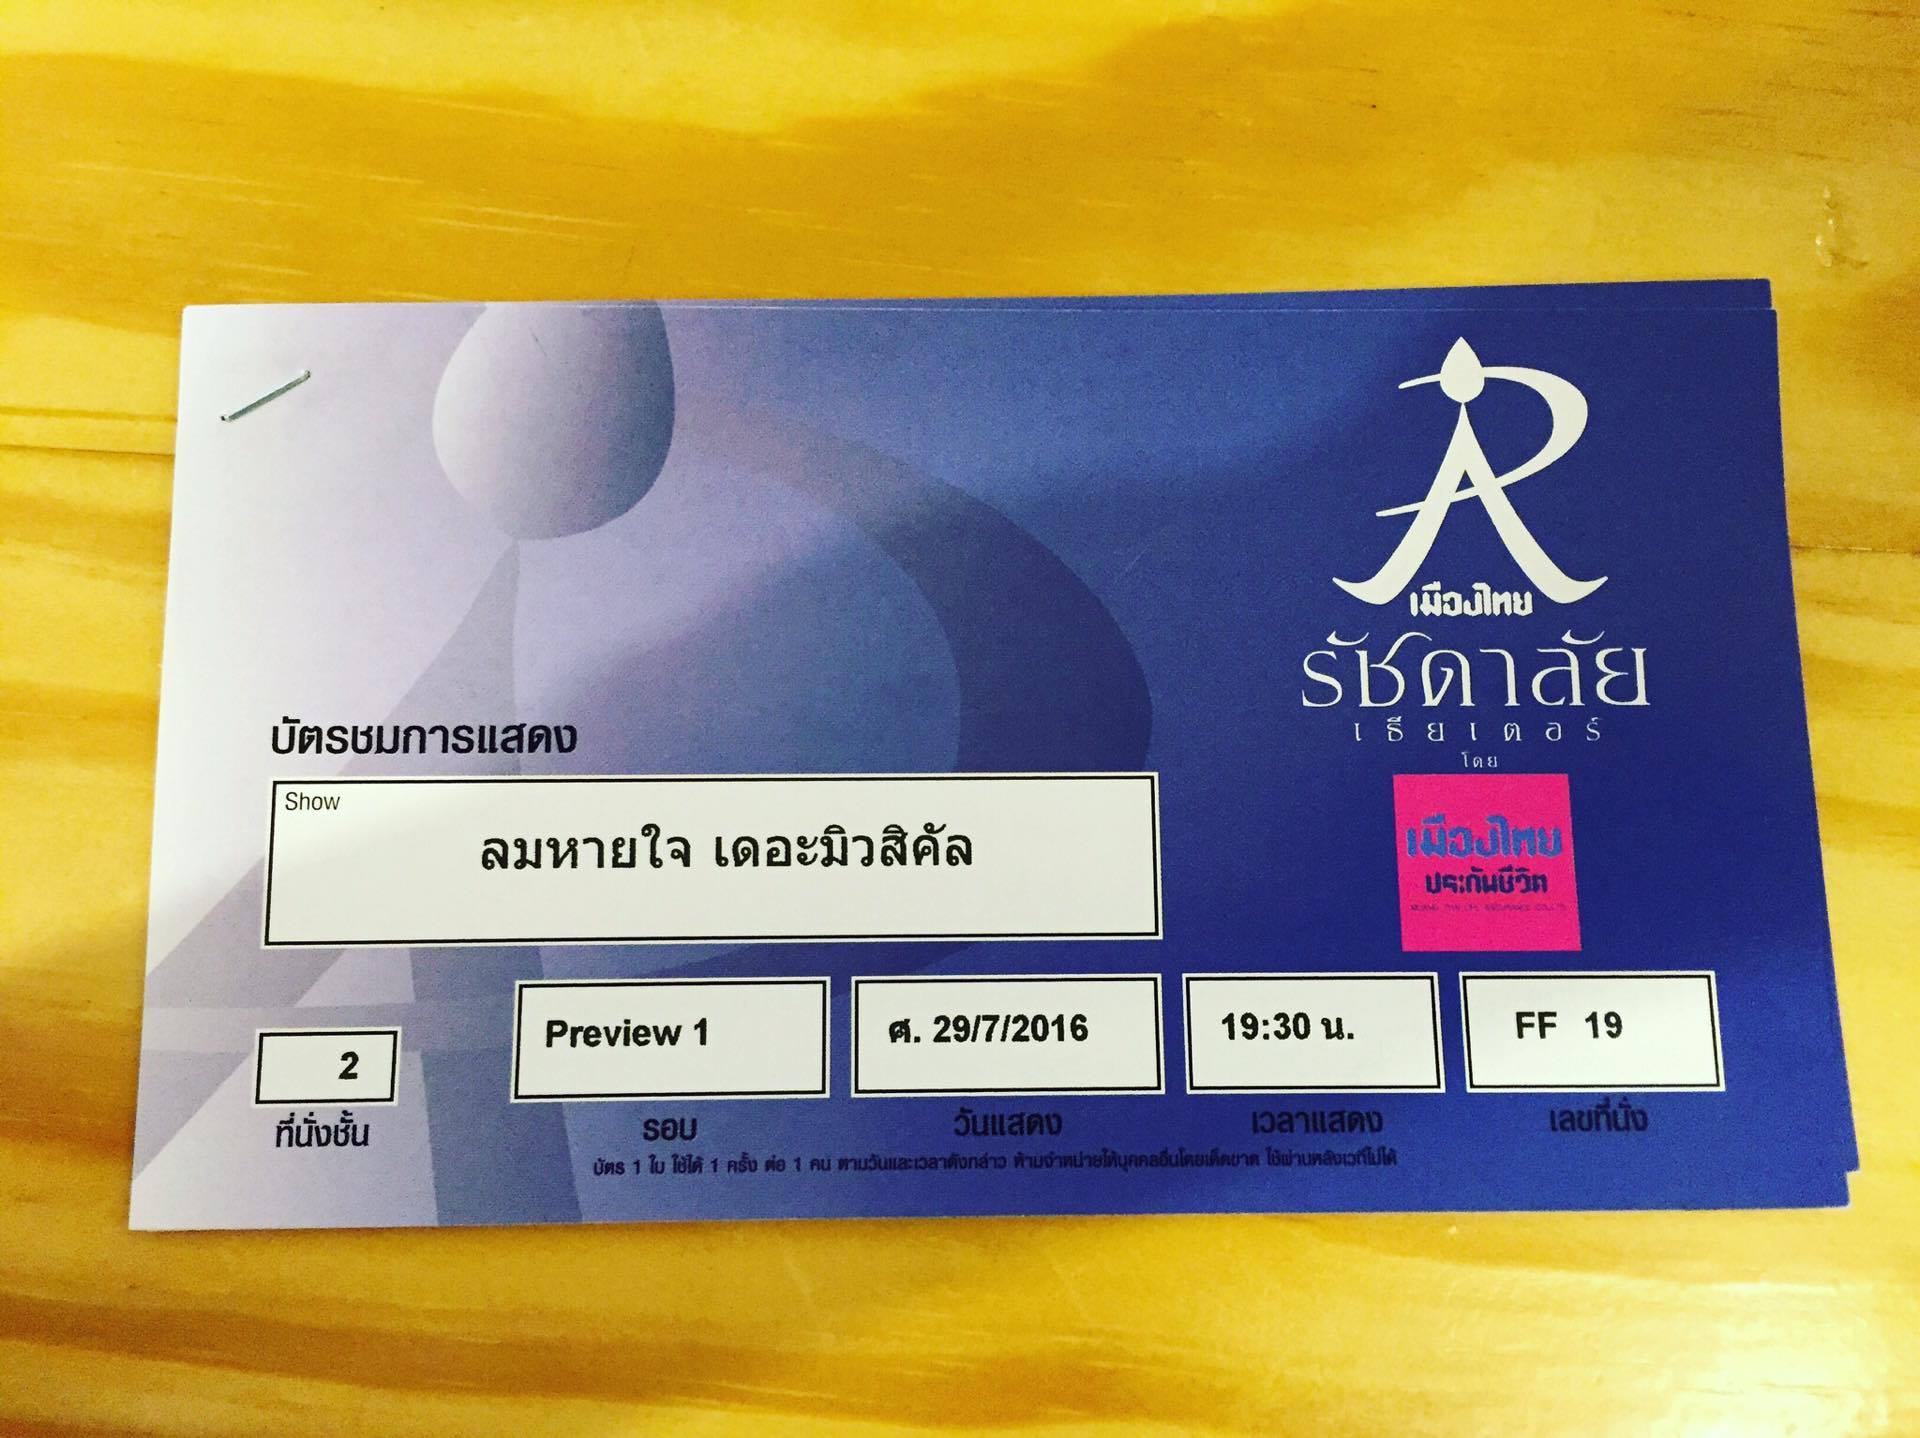 เมืองไทย
รัชดาลัย
เธียเตอร์
โดย
เมืองไทย
ประกันชีวิต
บัตรชมการแสดง
Show
ลมหายใจ เดอะมิวสิคัล
2
Preview 1
ศ. 29/7/2016
19:30 น.
FF 19
ที่นั่งชั้น
รอบ
วันแสดง
เวลาแสดง
เลขที่นั่ง
บัตร 1 ใบ ใช้ได้ 1 ครั้ง ต่อ 1 คน ตามวันและเวลาดังกล่าว ห้ามจำหน่ายให้บุคคลอื่นโดยเด็ดขาด ใช้ผ่านหลังเวทีไม่ได้